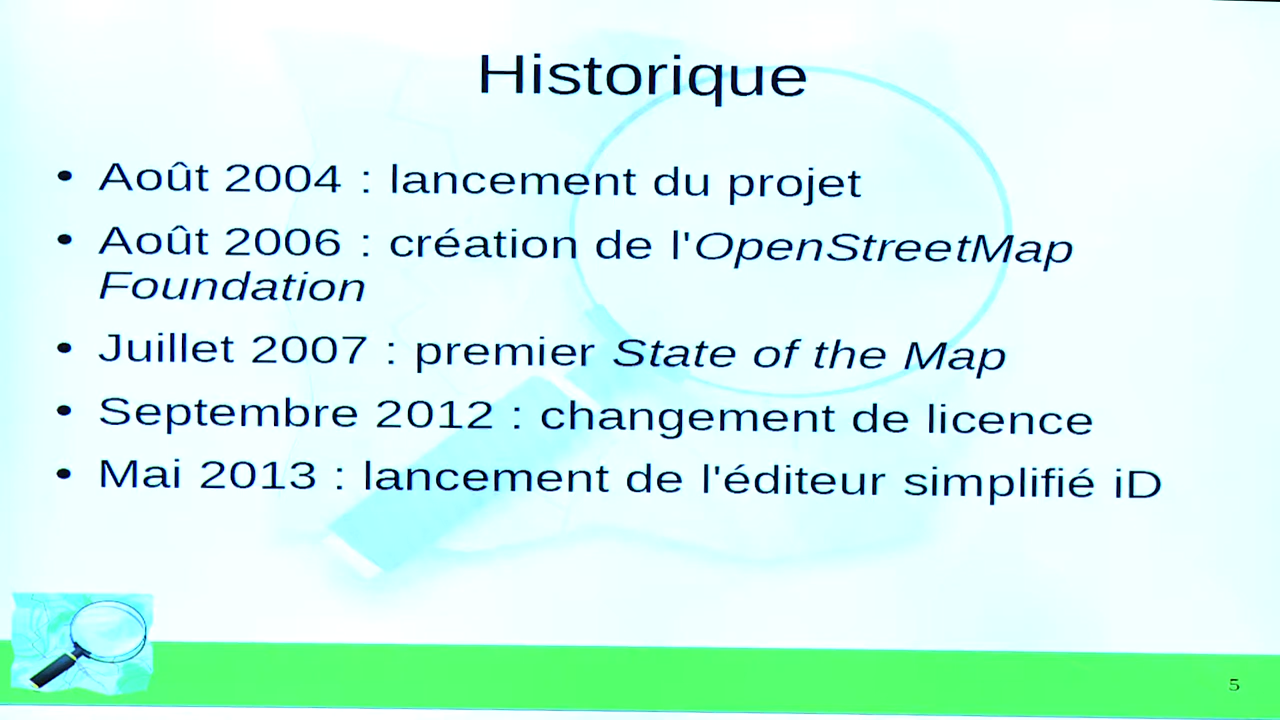 Historique
• Août 2004 : lancement du projet
• Août 2006 : création de l'OpenStreetMap
Foundation
• Juillet 2007 : premier State of the Map
• Septembre 2012 : changement de licence
• Mai 2013 : lancement de l'éditeur simplifié iD
5